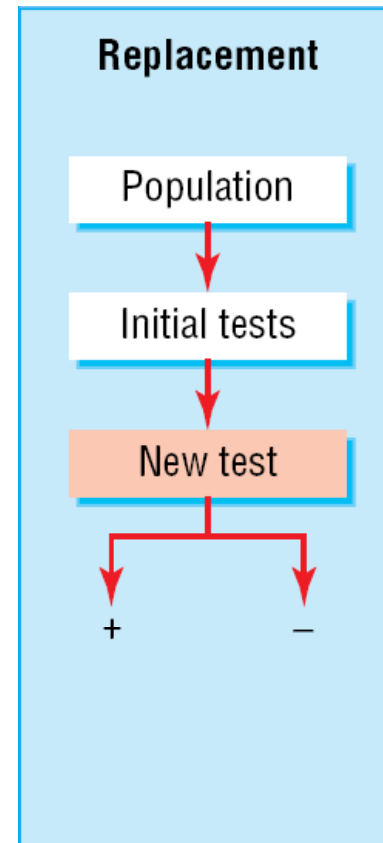 Replacement
Population
Initial tests
New test
+ –